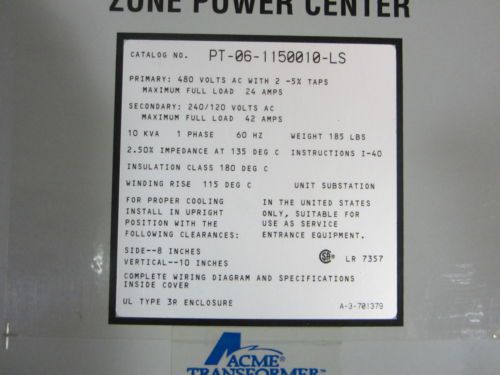 ZONE POWER CENTER
CATALOG NO. PT-06-1150010-LS
PRIMARY: 480 VOLTS AC WITH 2 -5% TAPS
MAXIMUM FULL LOAD 24 AMPS
SECONDARY: 240/120 VOLTS AC
MAXIMUM FULL LOAD 42 AMPS
10 KVA 1 PHASE 60 HZ WEIGHT 185 LBS
2.50% IMPEDANCE AT 135 DEG C INSTRUCTIONS I-40
INSULATION CLASS 180 DEG C
WINDING RISE 115 DEG C UNIT SUBSTATION
FOR PROPER COOLING IN THE UNITED STATES
INSTALL IN UPRIGHT ONLY, SUITABLE FOR
POSITION WITH THE USE AS SERVICE
FOLLOWING CLEARANCES: ENTRANCE EQUIPMENT.
SIDE--8 INCHES
VERTICAL--10 INCHES
SA® LR 7357
COMPLETE WIRING DIAGRAM AND SPECIFICATIONS
INSIDE COVER
UL TYPE 3R ENCLOSURE A-3-701379
ACME®
TRANSFORMER™